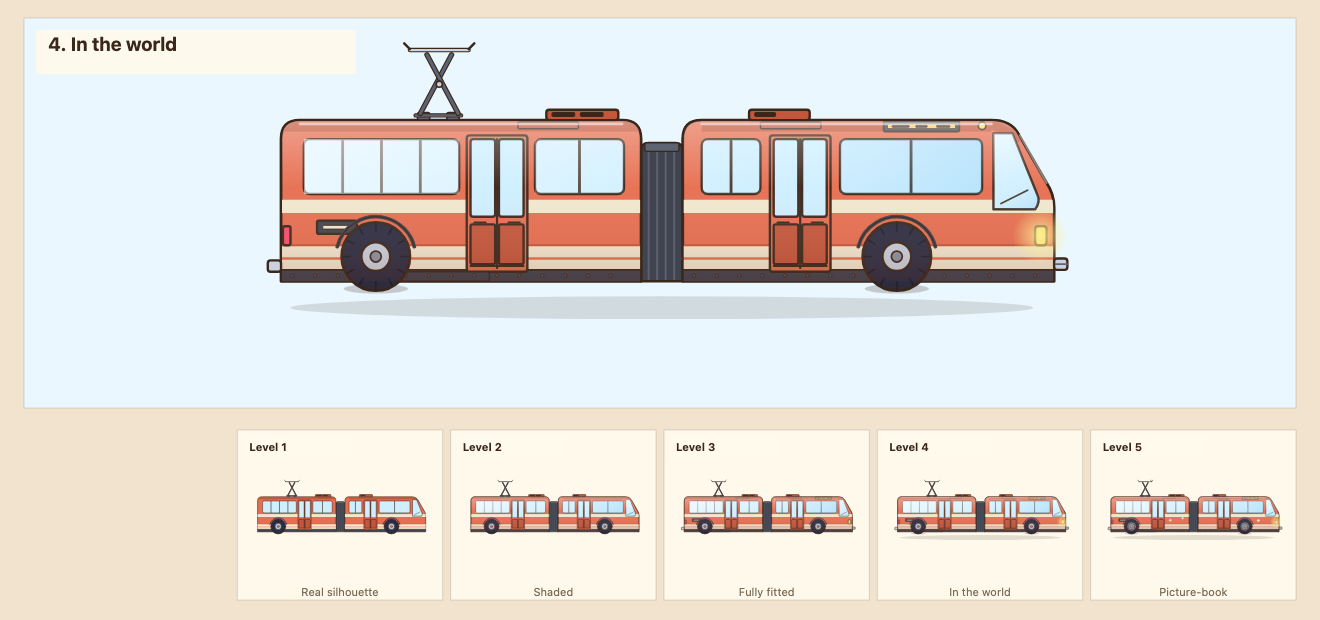 4. In the world
Level 1
Level 2
Level 3
Level 4
Level 5
Real silhouette
Shaded
Fully fitted
In the world
Picture-book